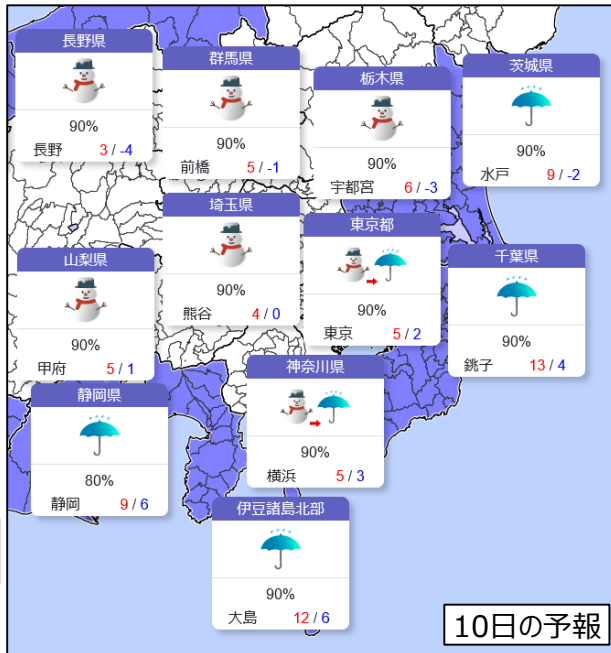 長野県
90%
長野 3 / -4
群馬県
90%
前橋 5 / -1
栃木県
90%
宇都宮 6 / -3
茨城県
90%
水戸 9 / -2
埼玉県
90%
熊谷 4 / 0
東京都
90%
東京 5 / 2
山梨県
90%
甲府 5 / 1
千葉県
90%
銚子 13 / 4
神奈川県
90%
横浜 5 / 3
静岡県
80%
静岡 9 / 6
伊豆諸島北部
90%
大島 12 / 6
10日の予報